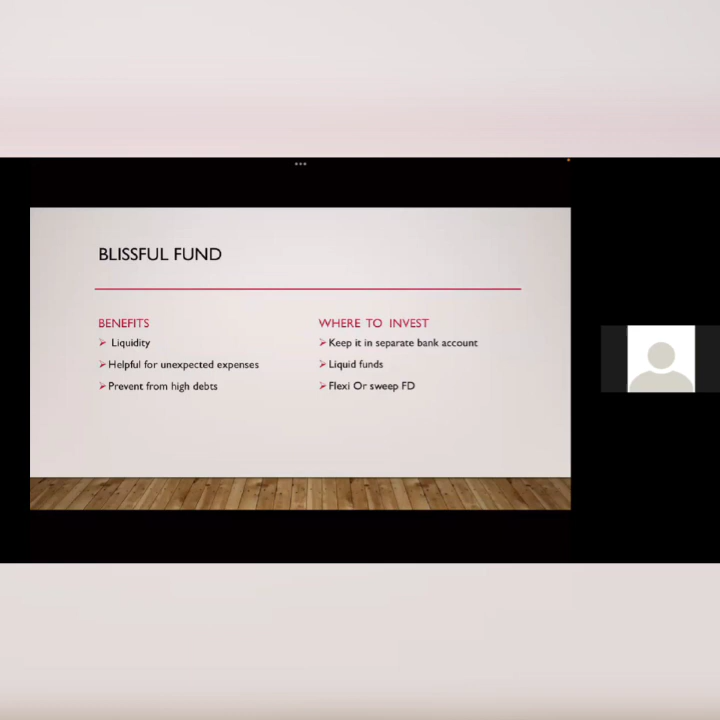 BLISSFUL FUND
BENEFITS
Liquidity
Helpful for unexpected expenses
Prevent from high debts
WHERE TO INVEST
Keep it in separate bank account
Liquid funds
Flexi Or sweep FD